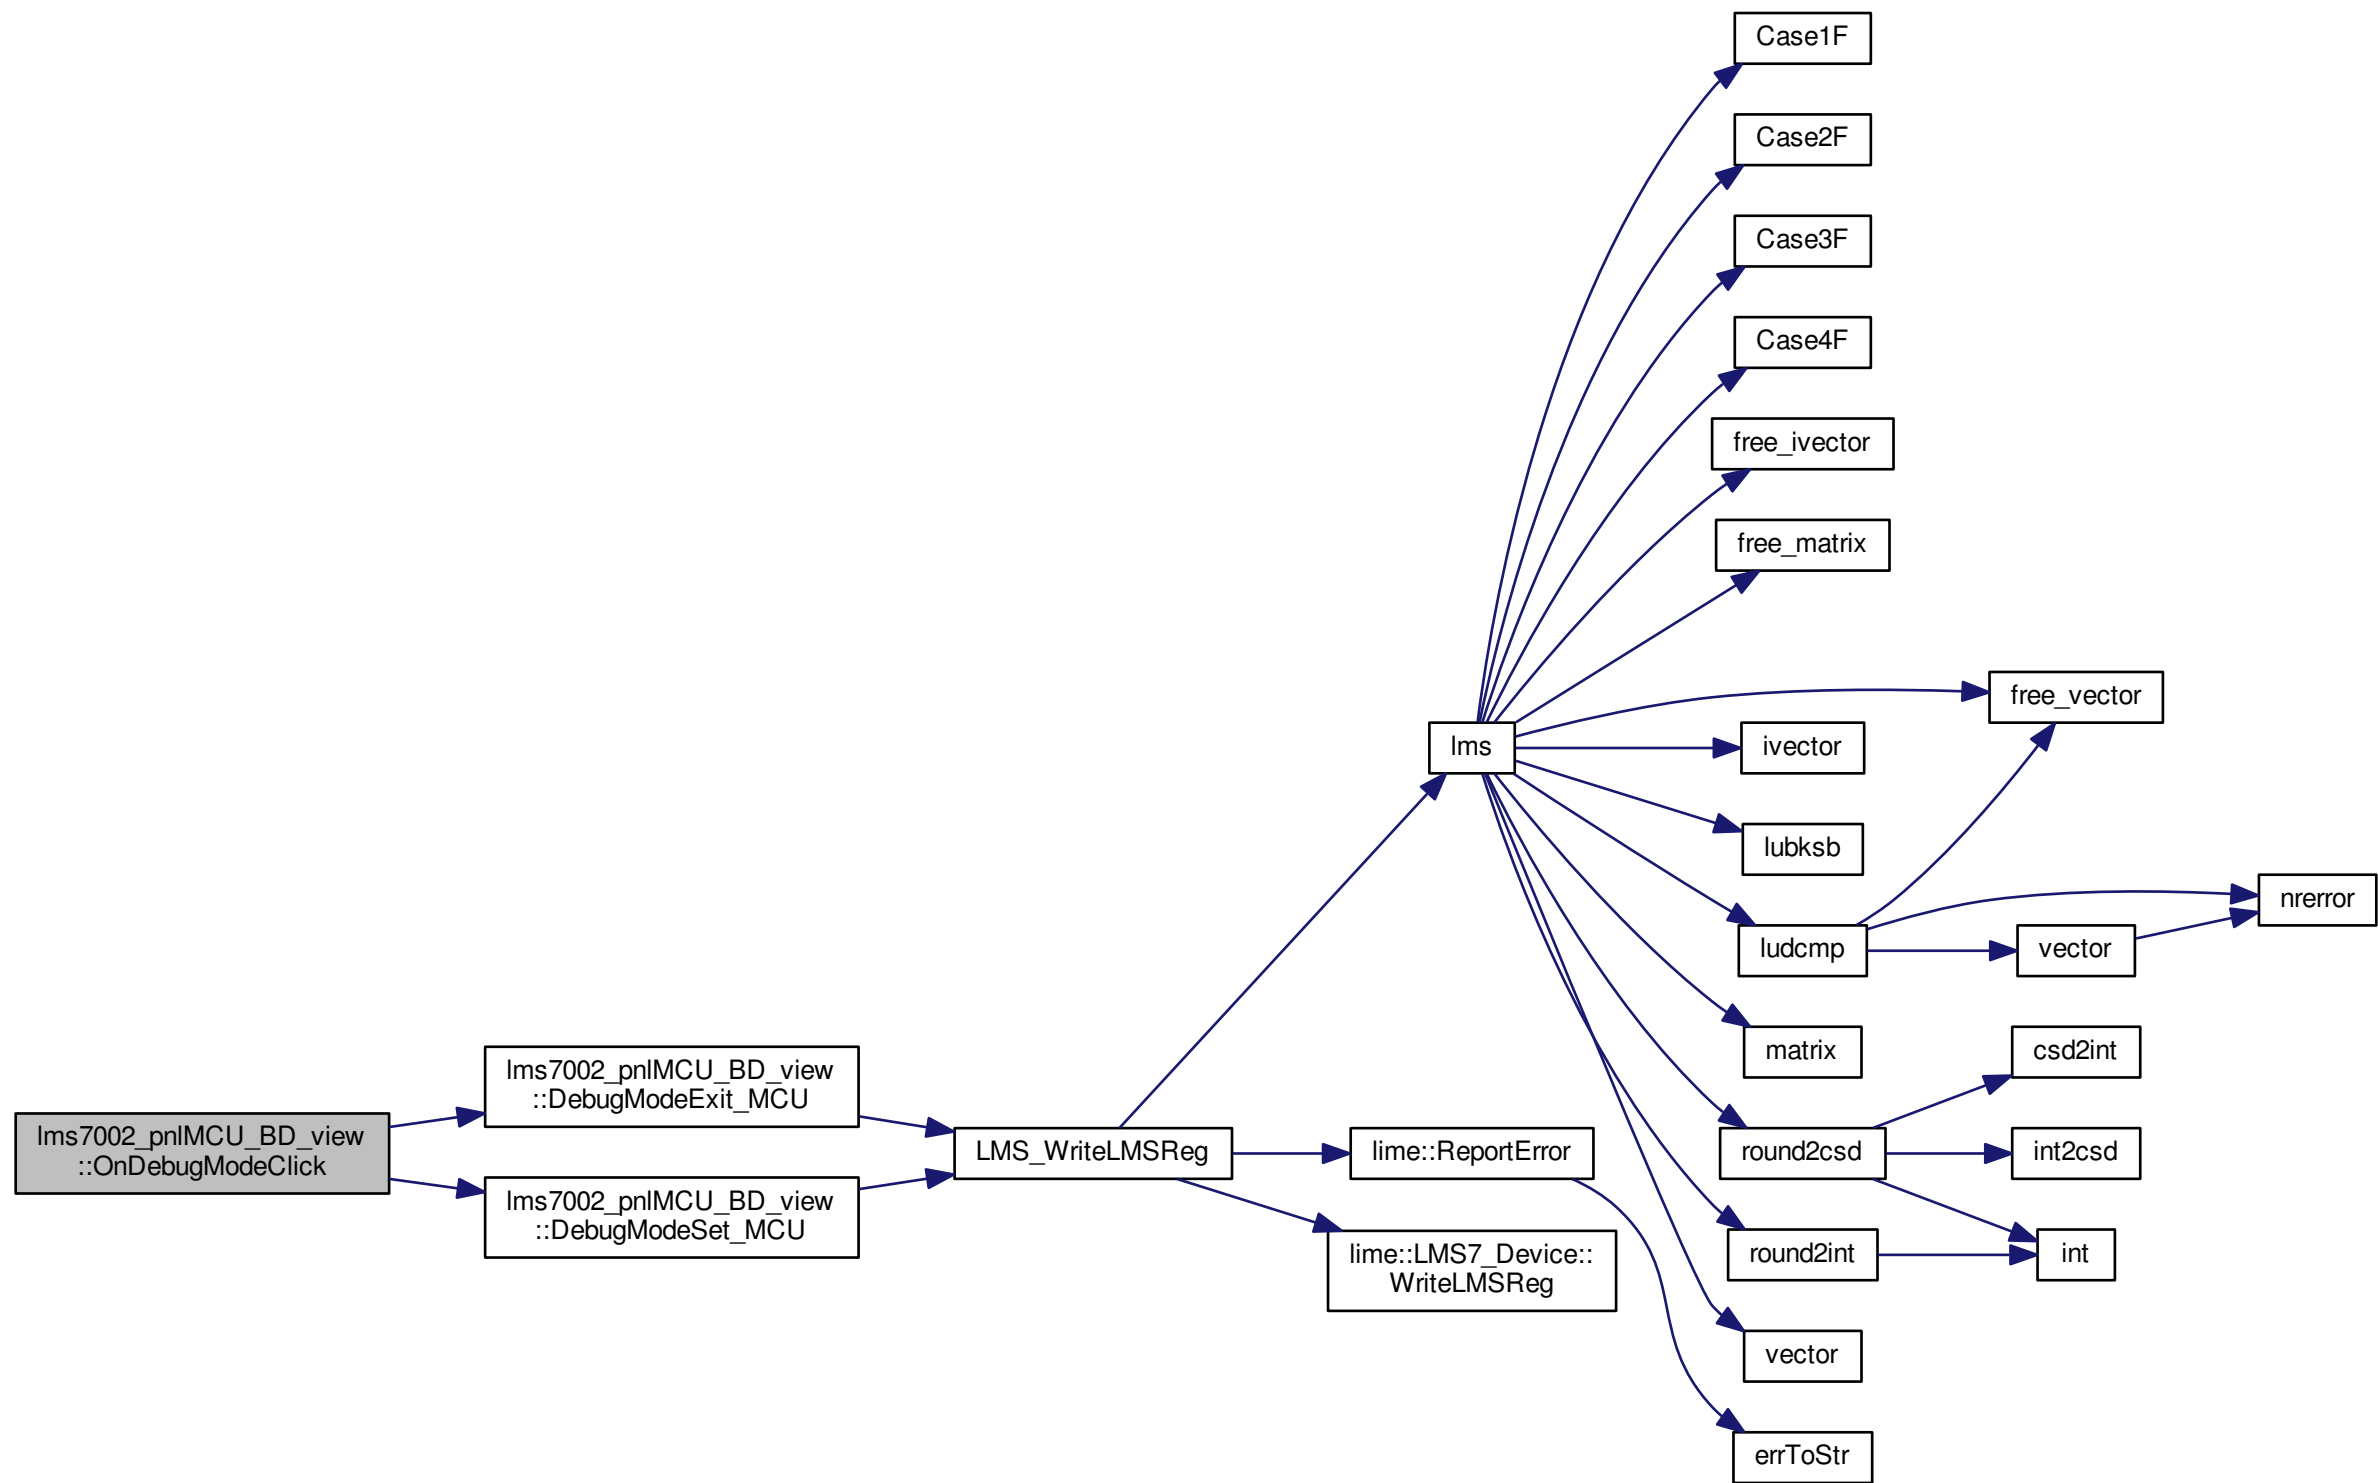 Case1F
Case2F
Case3F
Case4F
free_ivector
free_matrix
free_vector
lms
ivector
lubksb
nrerror
ludcmp
vector
matrix
csd2int
lms7002_pnlMCU_BD_view
::DebugModeExit_MCU
lms7002_pnlMCU_BD_view
::OnDebugModeClick
LMS_WriteLMSReg
lime::ReportError
round2csd
int2csd
lms7002_pnlMCU_BD_view
::DebugModeSet_MCU
lime::LMS7_Device::
WriteLMSReg
round2int
int
vector
errToStr